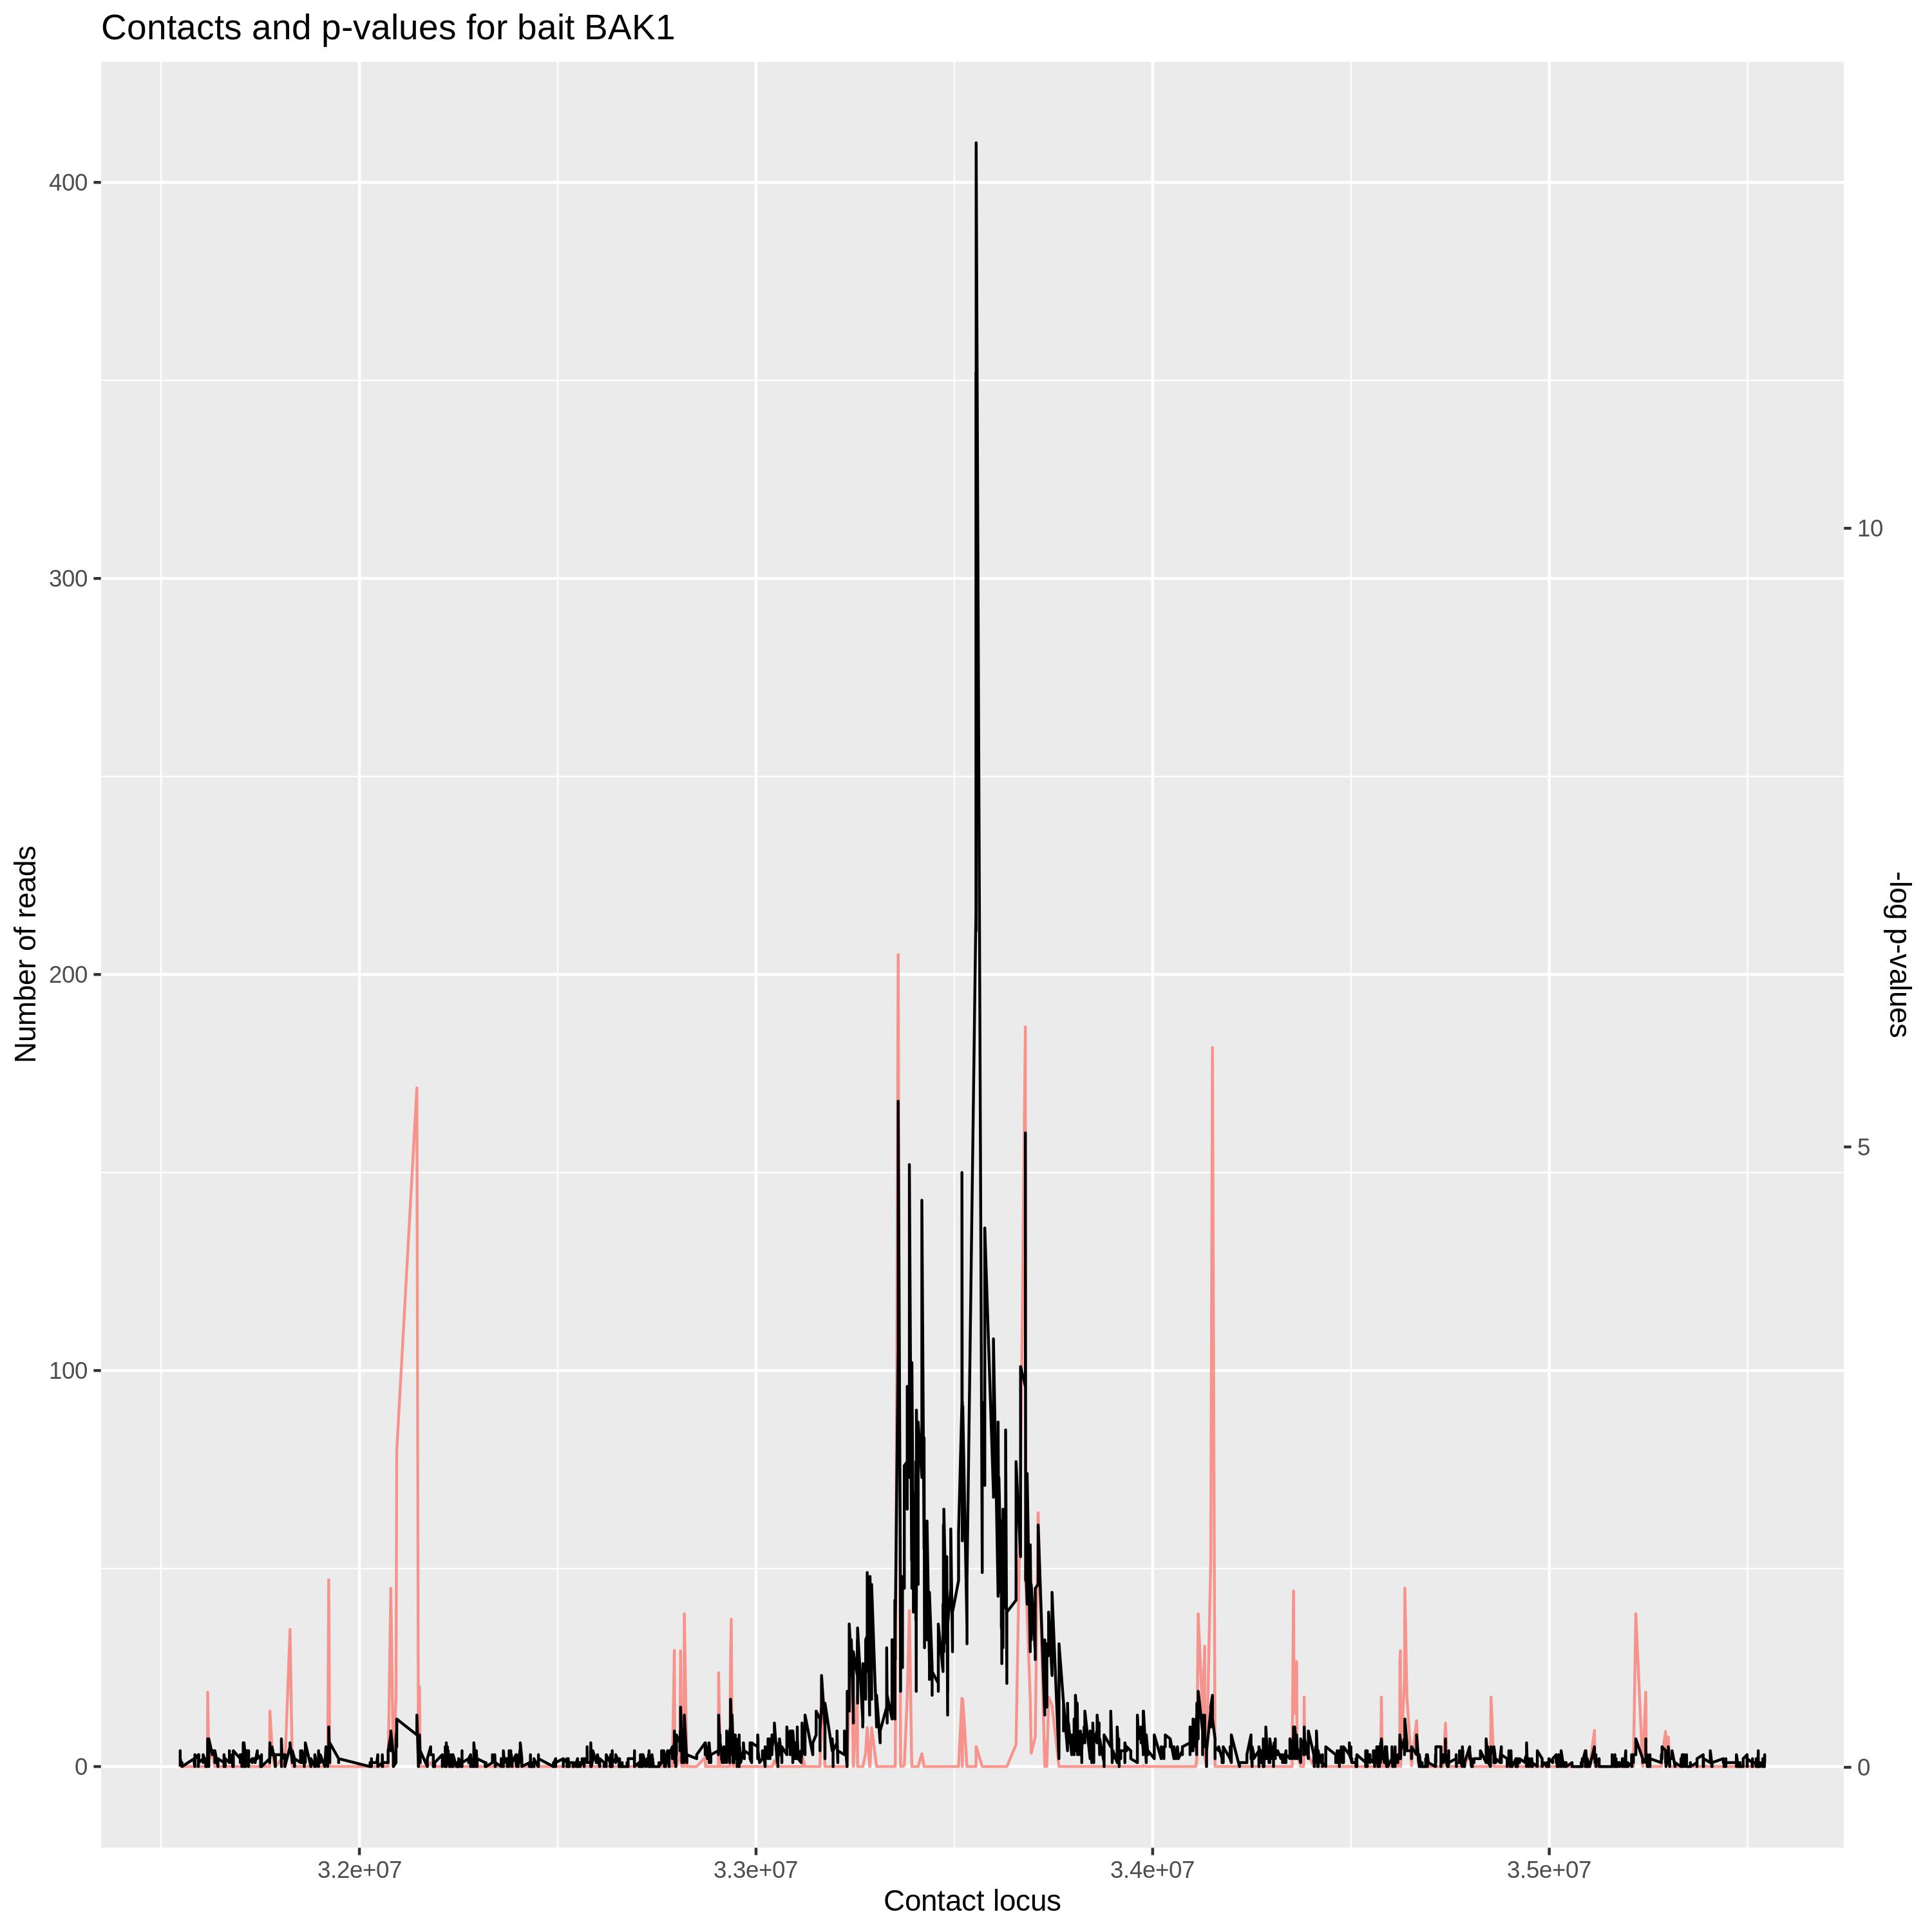 Contacts and p-values for bait BAK1
400
300
200
100
0
Number of reads
10
5
0
-log p-values
3.2e+07
3.3e+07
3.4e+07
3.5e+07
Contact locus